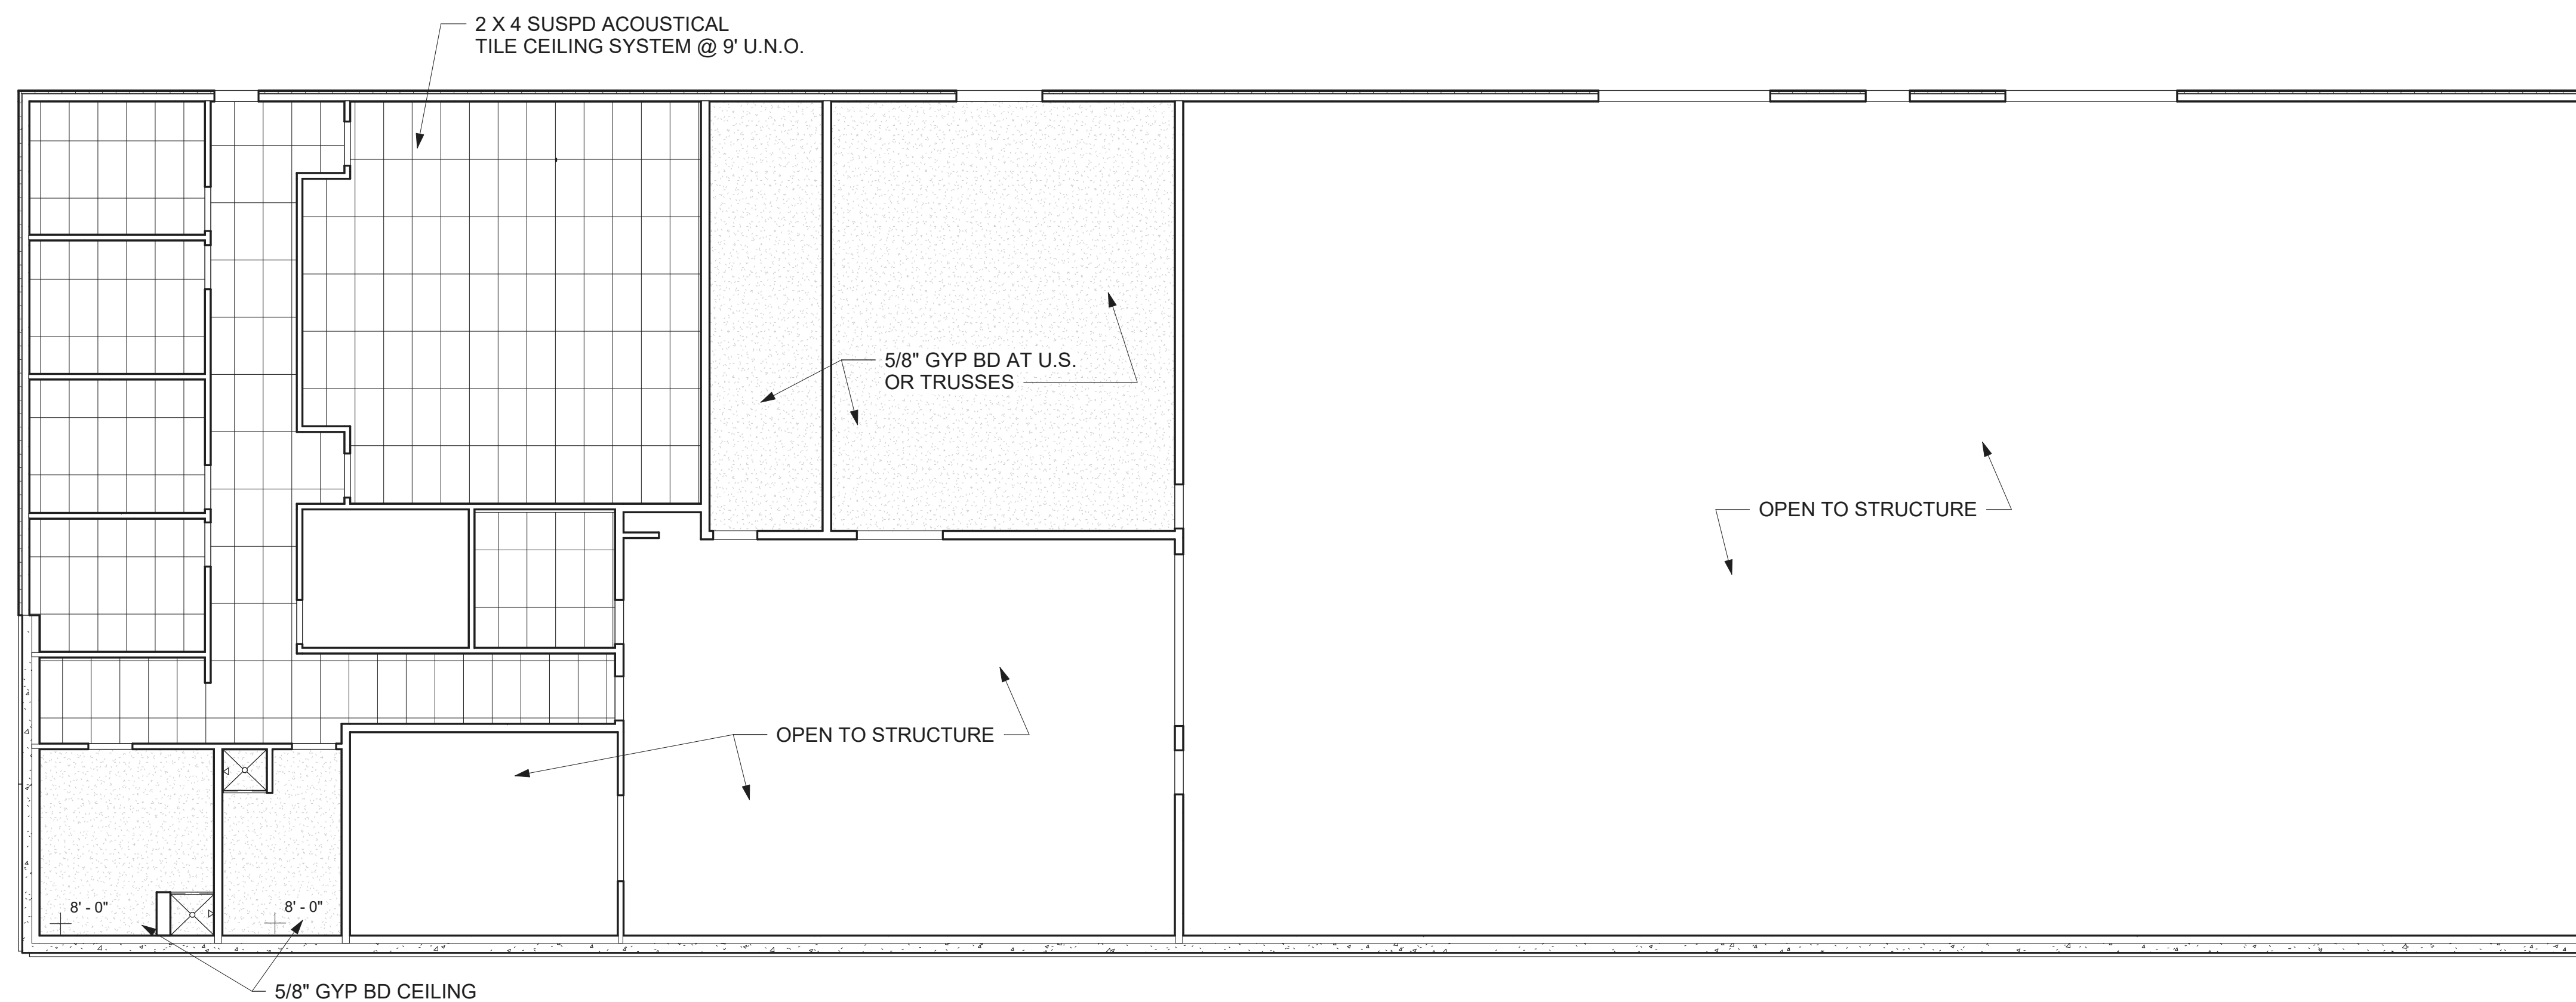 2 X 4 SUSPD ACOUSTICAL
TILE CEILING SYSTEM @ 9' U.N.O.
5/8" GYP BD AT U.S.
OR TRUSSES
OPEN TO STRUCTURE
OPEN TO STRUCTURE
8' - 0"
8' - 0"
5/8" GYP BD CEILING